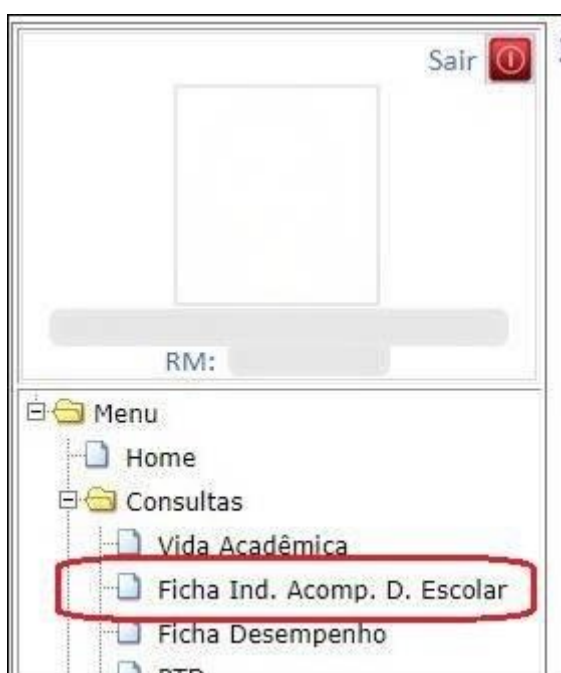 Sair
RM:
Menu
Home
Consultas
Vida Acadêmica
Ficha Ind. Acomp. D. Escolar
Ficha Desempenho